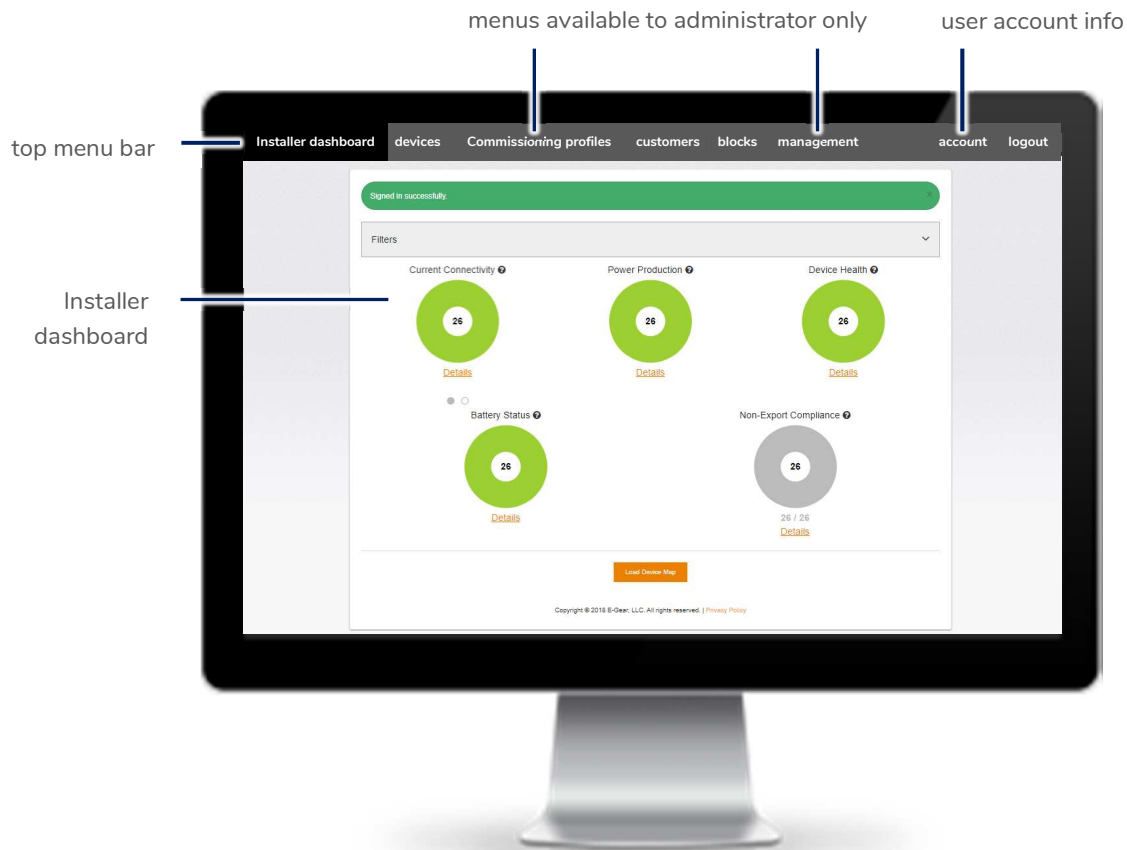 menus available to administrator only
user account info
top menu bar
Installer dashboard devices Commissioning profiles customers blocks management account logout
Signed in successfully.
×
Filters
Installer
dashboard
Current Connectivity ? Power Production ? Device Health ?
26 26 26
Details Details Details
Battery Status ? Non-Export Compliance ?
26 26
Details
26 / 26
Details
Load Device Map
Copyright © 2018 E-Gear, LLC. All rights reserved. | Privacy Policy